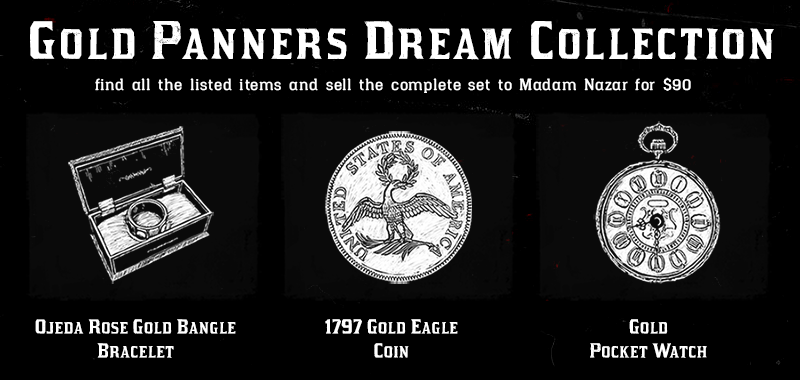 Gold Panners Dream Collection
find all the listed items and sell the complete set to Madam Nazar for $90
UNITED STATES OF AMERICA
Ojeda Rose Gold Bangle
Bracelet
1797 Gold Eagle
Coin
Gold
Pocket Watch